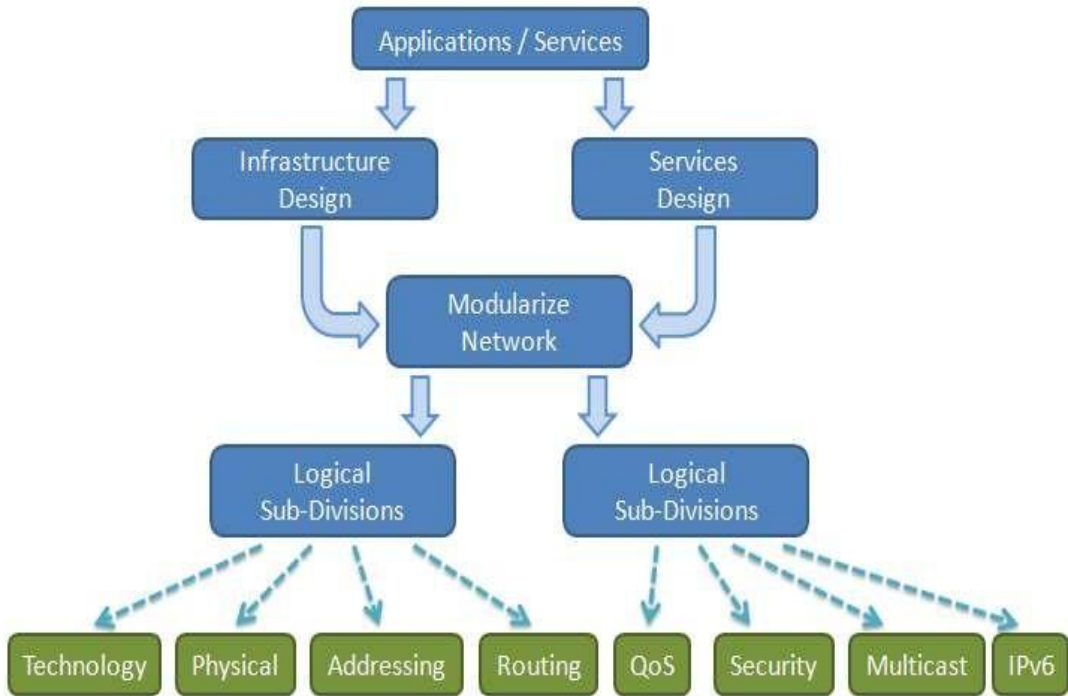 Applications / Services
Infrastructure
Design
Services
Design
Modularize
Network
Logical
Sub-Divisions
Logical
Sub-Divisions
Technology
Physical
Addressing
Routing
QoS
Security
Multicast
IPv6